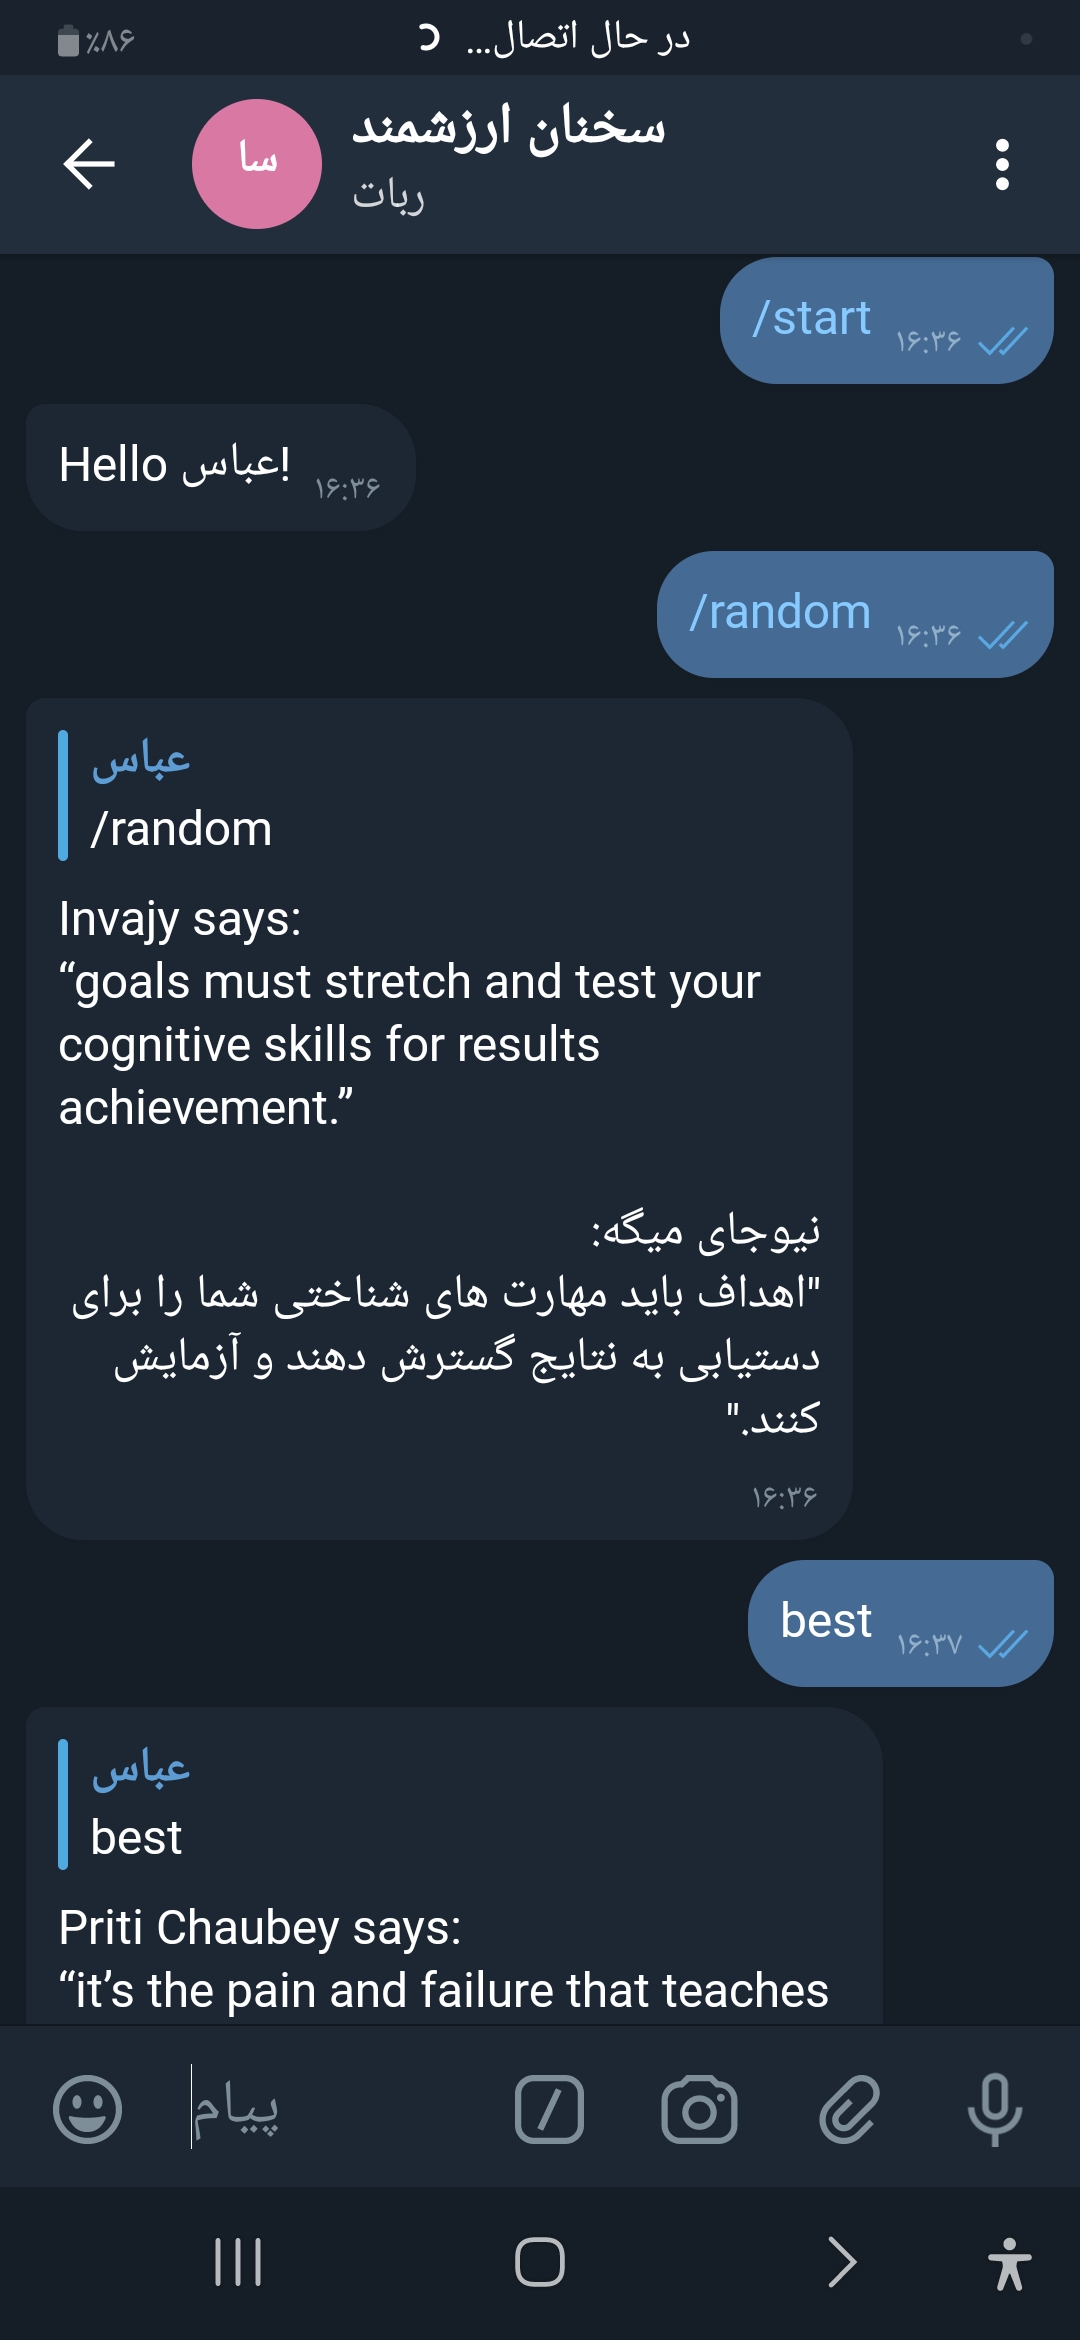 ٪۸۶
در حال اتصال...
سا
سخنان ارزشمند
ربات
/start ۱۶:۳۶
Hello عباس! ۱۶:۳۶
/random ۱۶:۳۶
عباس
/random
Invajy says:
“goals must stretch and test your
cognitive skills for results
achievement.”
نیوجای میگه:
"اهداف باید مهارت های شناختی شما را برای
دستیابی به نتایج گسترش دهند و آزمایش
کنند."
۱۶:۳۶
best ۱۶:۳۷
عباس
best
Priti Chaubey says:
“it’s the pain and failure that teaches
پیام